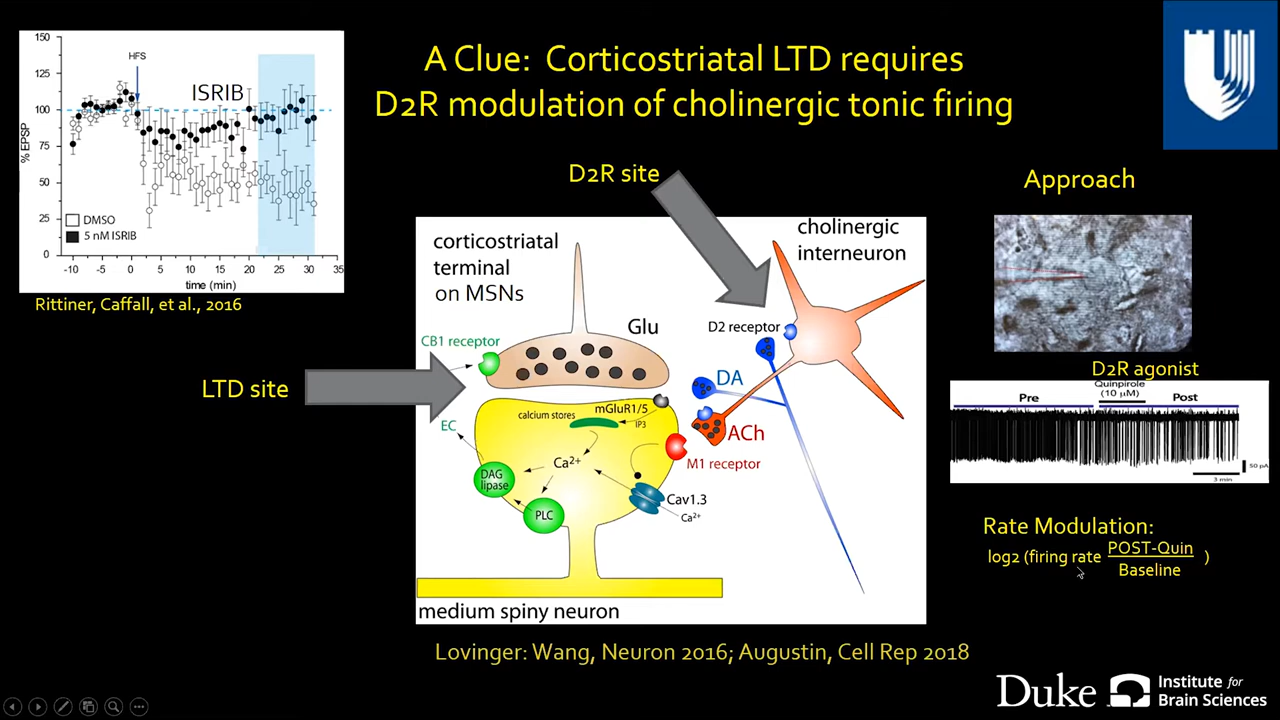 A Clue: Corticostriatal LTD requires
D2R modulation of cholinergic tonic firing
150
125
100
75
50
25
0
% EPSP
HFS
ISRIB
DMSO
5 nM ISRIB
-10 -5 0 5 10 15 20 25 30 35
time (min)
Rittiner, Caffall, et al., 2016
D2R site
LTD site
corticostriatal
terminal
on MSNs
cholinergic
interneuron
Glu
D2 receptor
CB1 receptor
DA
calcium stores
mGluR1/5
IP3
EC
ACh
M1 receptor
Ca2+
DAG
lipase
PLC
Cav1.3
Ca2+
medium spiny neuron
Lovinger: Wang, Neuron 2016; Augustin, Cell Rep 2018
Approach
D2R agonist
Quinpirole
(10 μM)
Pre
Post
50 pA
3 min
Rate Modulation:
log2 (firing rate POST-Quin )
Baseline
Duke
Institute for
Brain Sciences